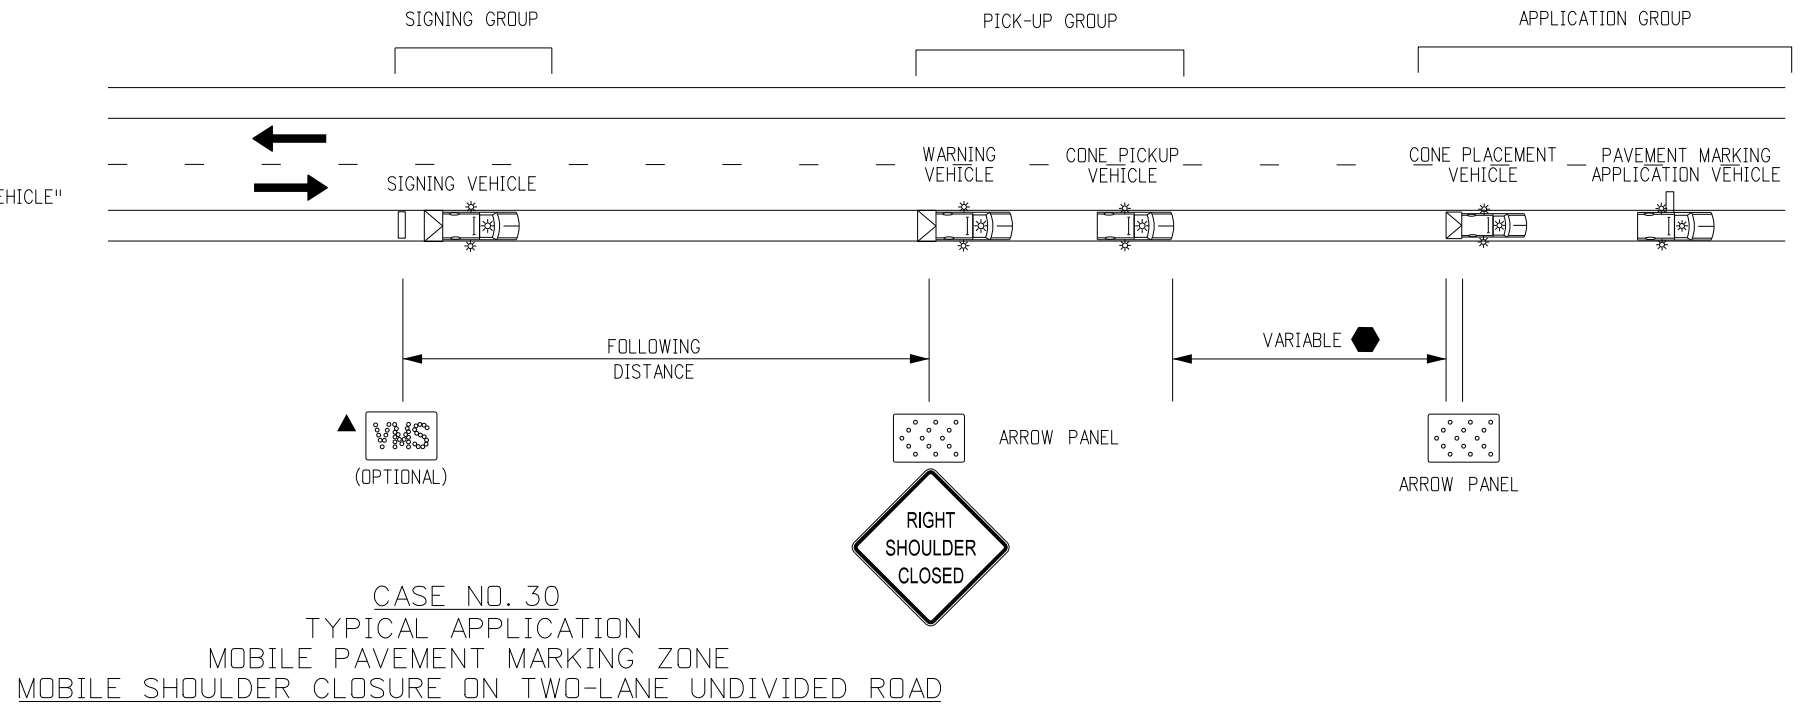 SIGNING GROUP
PICK-UP GROUP
APPLICATION GROUP
WARNING
VEHICLE
CONE PICKUP
VEHICLE
CONE PLACEMENT
VEHICLE
PAVEMENT MARKING
APPLICATION VEHICLE
SIGNING VEHICLE
EHICLE"
FOLLOWING
DISTANCE
VARIABLE
VMS
(OPTIONAL)
ARROW PANEL
ARROW PANEL
RIGHT
SHOULDER
CLOSED
CASE NO. 30
TYPICAL APPLICATION
MOBILE PAVEMENT MARKING ZONE
MOBILE SHOULDER CLOSURE ON TWO-LANE UNDIVIDED ROAD